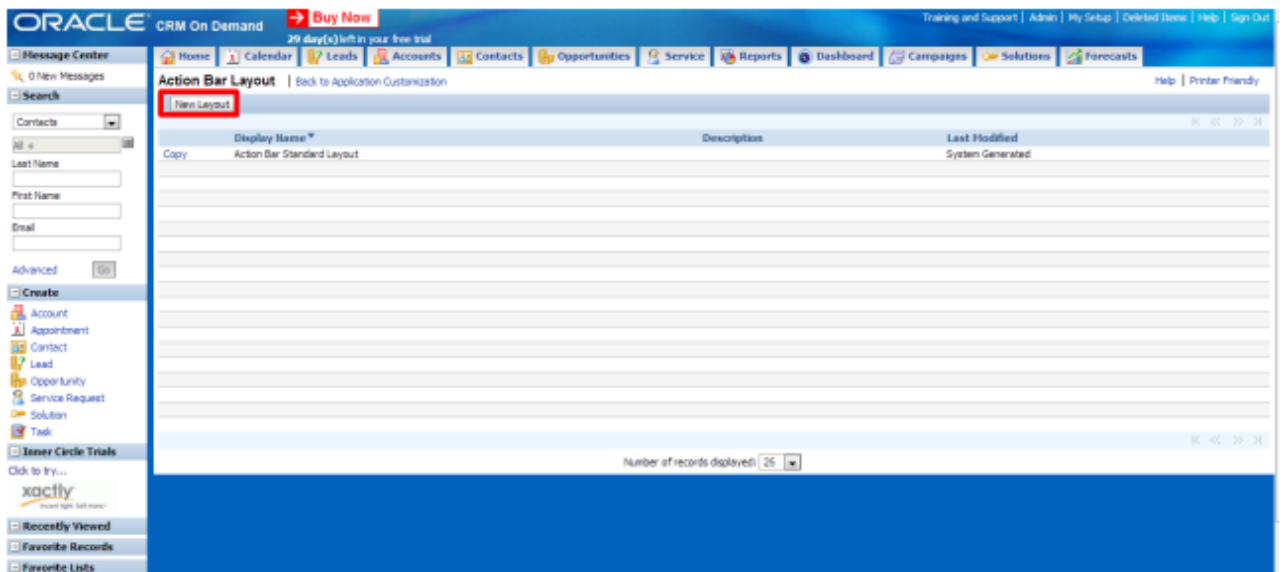 ORACLE CRM On Demand
Buy Now
29 day(s) left in your free trial
Training and Support | Admin | My Setup | Deleted Items | Help | Sign Out
Message Center
0 New Messages
Home Calendar Leads Accounts Contacts Opportunities Service Reports Dashboard Campaigns Solutions Forecasts
Action Bar Layout | Back to Application Customization
Help | Printer Friendly
New Layout
Display Name Description Last Modified
Copy Action Bar Standard Layout System Generated
Number of records displayed: 25
Search
Contacts
All
Last Name
First Name
Email
Advanced Go
Create
Account
Appointment
Contact
Lead
Opportunity
Service Request
Solution
Task
Inner Circle Trials
Click to try...
xactly
Recently Viewed
Favorite Records
Favorite Lists